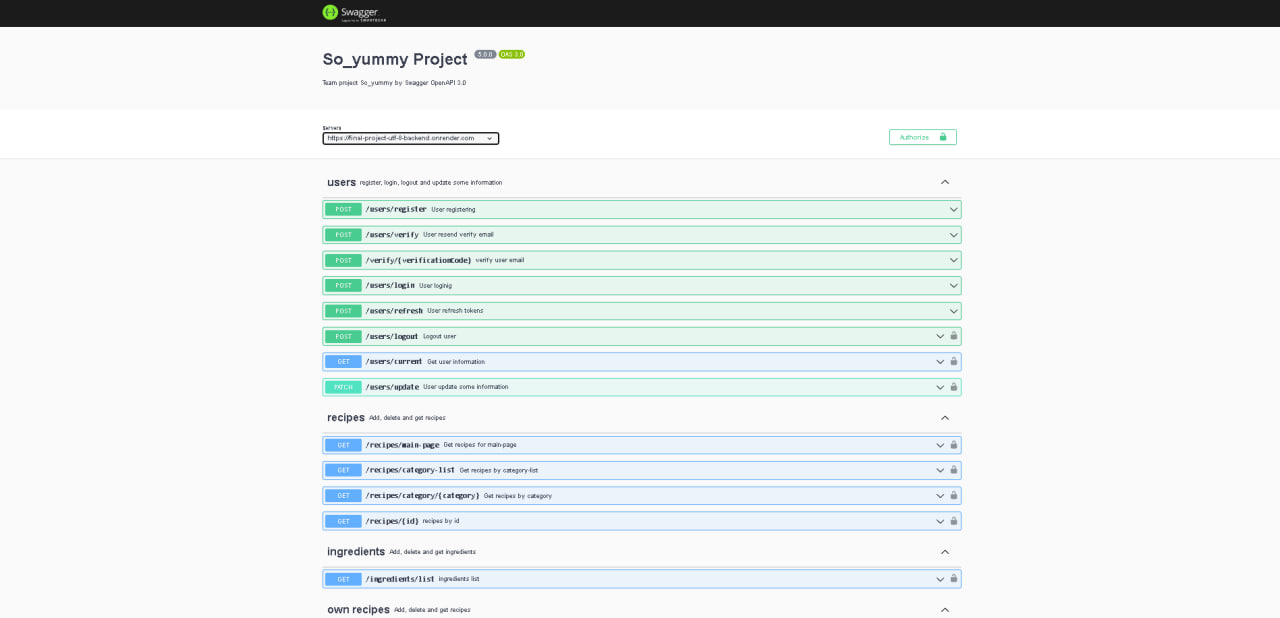 Swagger
So_yummy Project 5.0.0 OAS 3.0
Team project So_yummy by Swagger OpenAPI 3.0
Servers
https://final-project-utf-8-backend.onrender.com
Authorize
users register, login, logout and update some information
POST /users/register User registering
POST /users/verify User resend verify email
POST /verify/{verificationCode} verify user email
POST /users/login User loginig
POST /users/refresh User refresh tokens
POST /users/logout Logout user
GET /users/current Get user information
PATCH /users/update User update some information
recipes Add, delete and get recipes
GET /recipes/main-page Get recipes for main-page
GET /recipes/category-list Get recipes by category-list
GET /recipes/category/{category} Get recipes by category
GET /recipes/{id} recipes by id
ingredients Add, delete and get ingredients
GET /ingredients/list ingredients list
own recipes Add, delete and get recipes